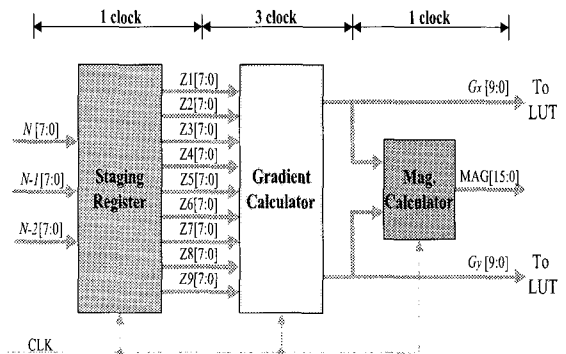 1 clock 3 clock 1 clock
Z1[7:0]
Z2[7:0]
Z3[7:0]
Z4[7:0]
Z5[7:0]
Z6[7:0]
Z7[7:0]
Z8[7:0]
Z9[7:0]
N [7:0]
N-1[7:0]
N-2[7:0]
Staging
Register
Gradient
Calculator
Gx [9:0]
To
LUT
Mag.
Calculator
MAG[15:0]
Gy [9:0]
To
LUT
CLK